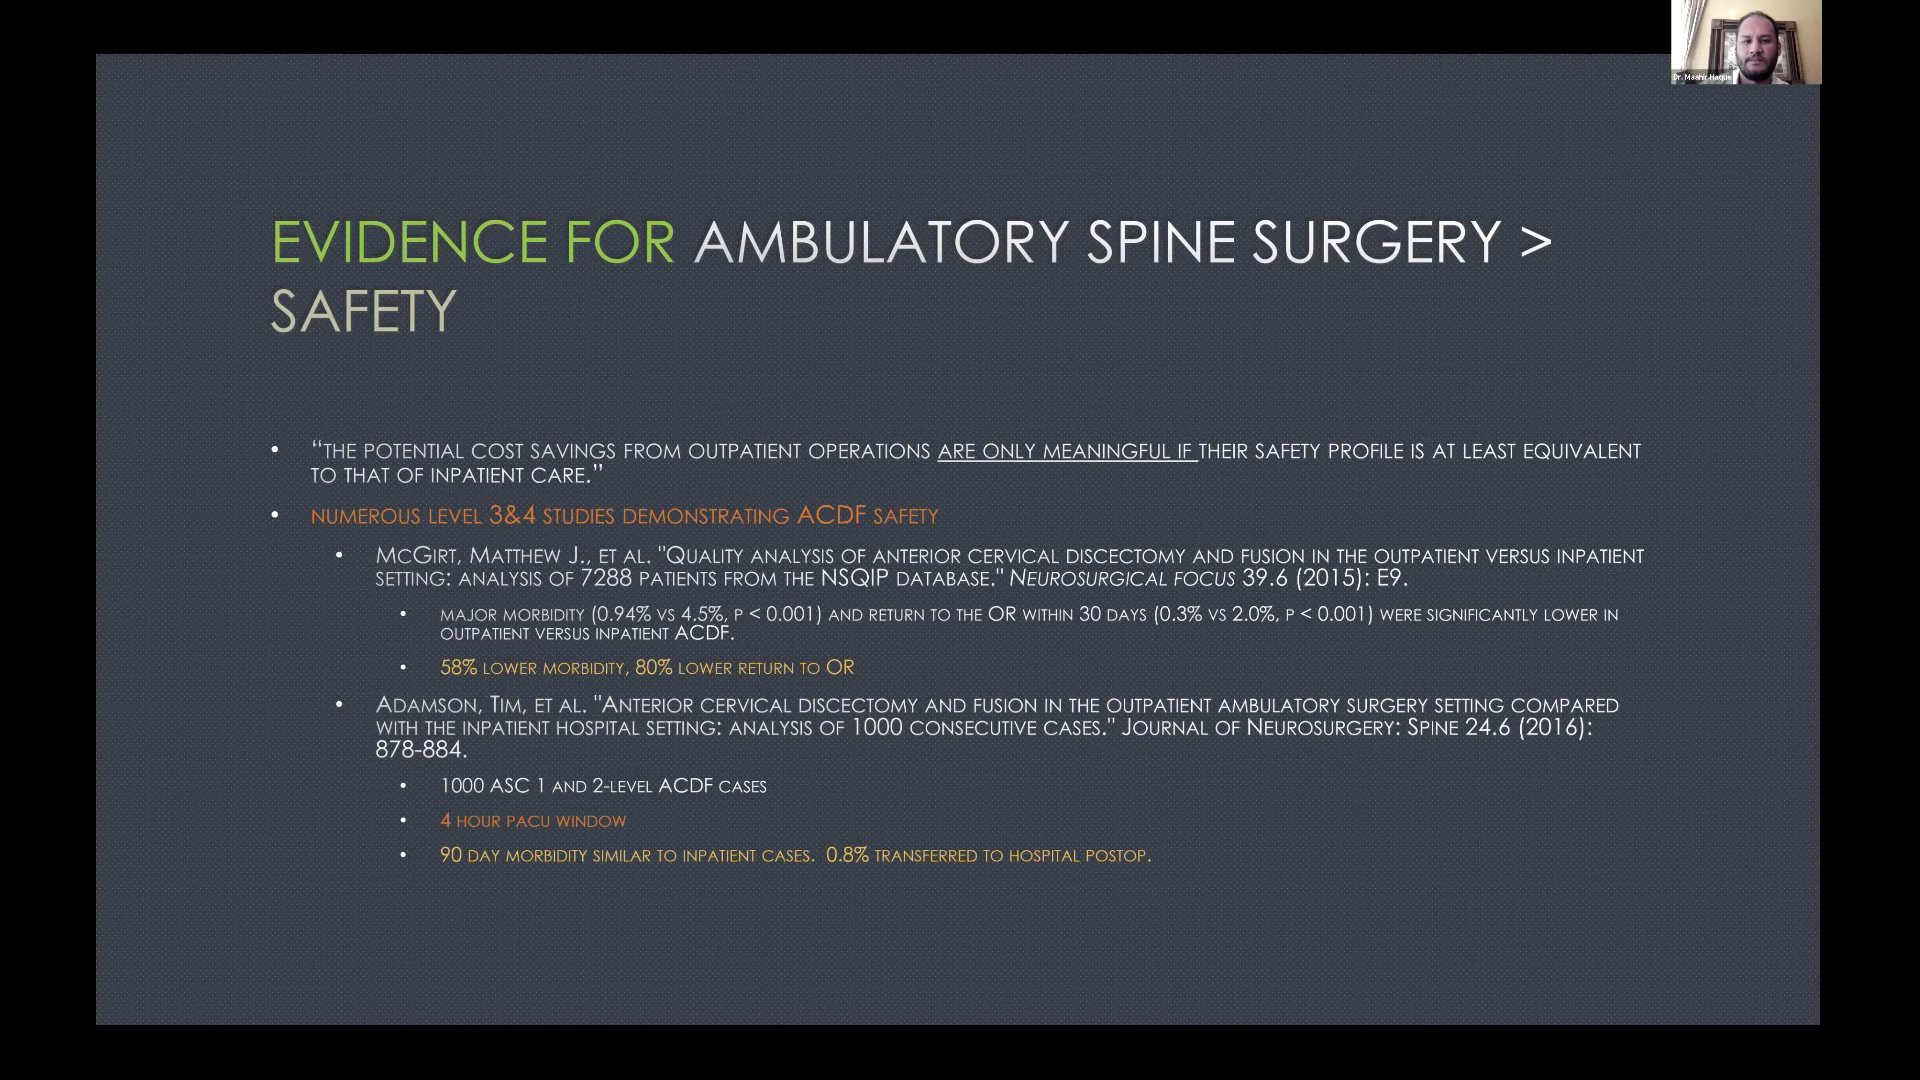 Dr. Maahir Haque
EVIDENCE FOR AMBULATORY SPINE SURGERY >
SAFETY
• “THE POTENTIAL COST SAVINGS FROM OUTPATIENT OPERATIONS ARE ONLY MEANINGFUL IF THEIR SAFETY PROFILE IS AT LEAST EQUIVALENT
TO THAT OF INPATIENT CARE.”
• NUMEROUS LEVEL 3&4 STUDIES DEMONSTRATING ACDF SAFETY
• MCGIRT, MATTHEW J., ET AL. "QUALITY ANALYSIS OF ANTERIOR CERVICAL DISCECTOMY AND FUSION IN THE OUTPATIENT VERSUS INPATIENT
SETTING: ANALYSIS OF 7288 PATIENTS FROM THE NSQIP DATABASE." NEUROSURGICAL FOCUS 39.6 (2015): E9.
• MAJOR MORBIDITY (0.94% VS 4.5%, P < 0.001) AND RETURN TO THE OR WITHIN 30 DAYS (0.3% VS 2.0%, P < 0.001) WERE SIGNIFICANTLY LOWER IN
OUTPATIENT VERSUS INPATIENT ACDF.
• 58% LOWER MORBIDITY, 80% LOWER RETURN TO OR
• ADAMSON, TIM, ET AL. "ANTERIOR CERVICAL DISCECTOMY AND FUSION IN THE OUTPATIENT AMBULATORY SURGERY SETTING COMPARED
WITH THE INPATIENT HOSPITAL SETTING: ANALYSIS OF 1000 CONSECUTIVE CASES." JOURNAL OF NEUROSURGERY: SPINE 24.6 (2016):
878-884.
• 1000 ASC 1 AND 2-LEVEL ACDF CASES
• 4 HOUR PACU WINDOW
• 90 DAY MORBIDITY SIMILAR TO INPATIENT CASES. 0.8% TRANSFERRED TO HOSPITAL POSTOP.